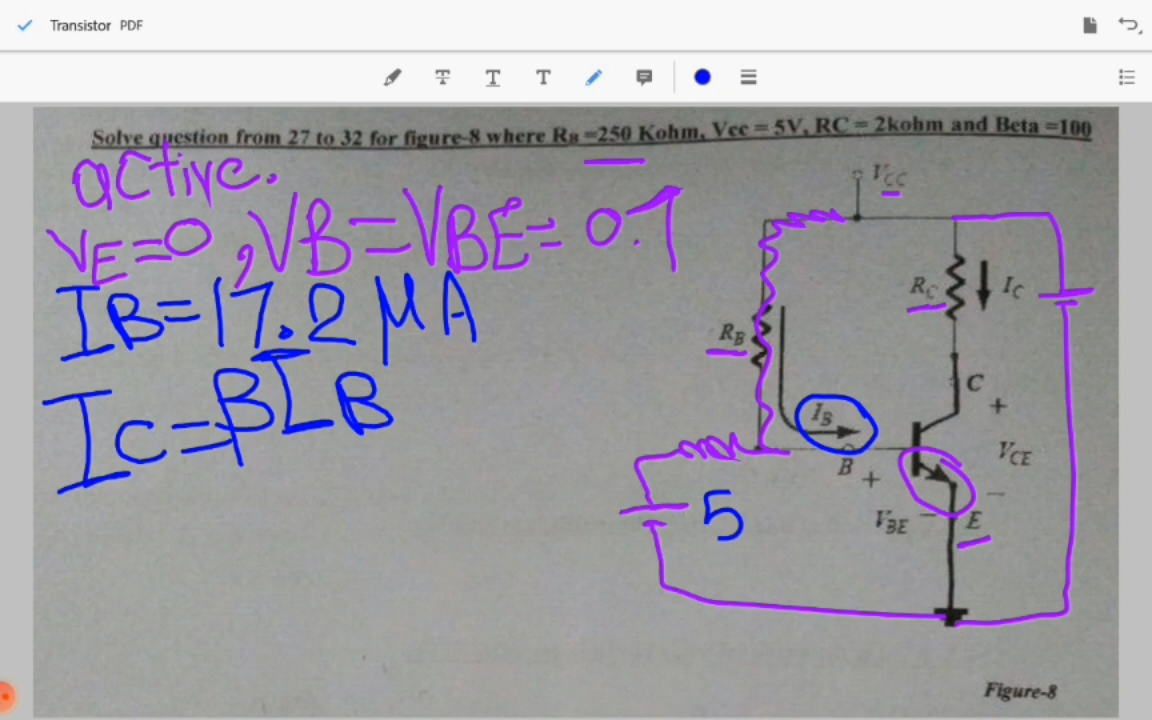 Transistor PDF
Solve question from 27 to 32 for figure-8 where RB =250 Kohm, Vcc = 5V, RC = 2kohm and Beta =100
active.
VE=0, VB=VBE=0.7
IB=17.2 μA
IC=βIB
VCC
RC
IC
RB
C
+
IB
VCE
B
+
5
VBE
−
−
E
Figure-8